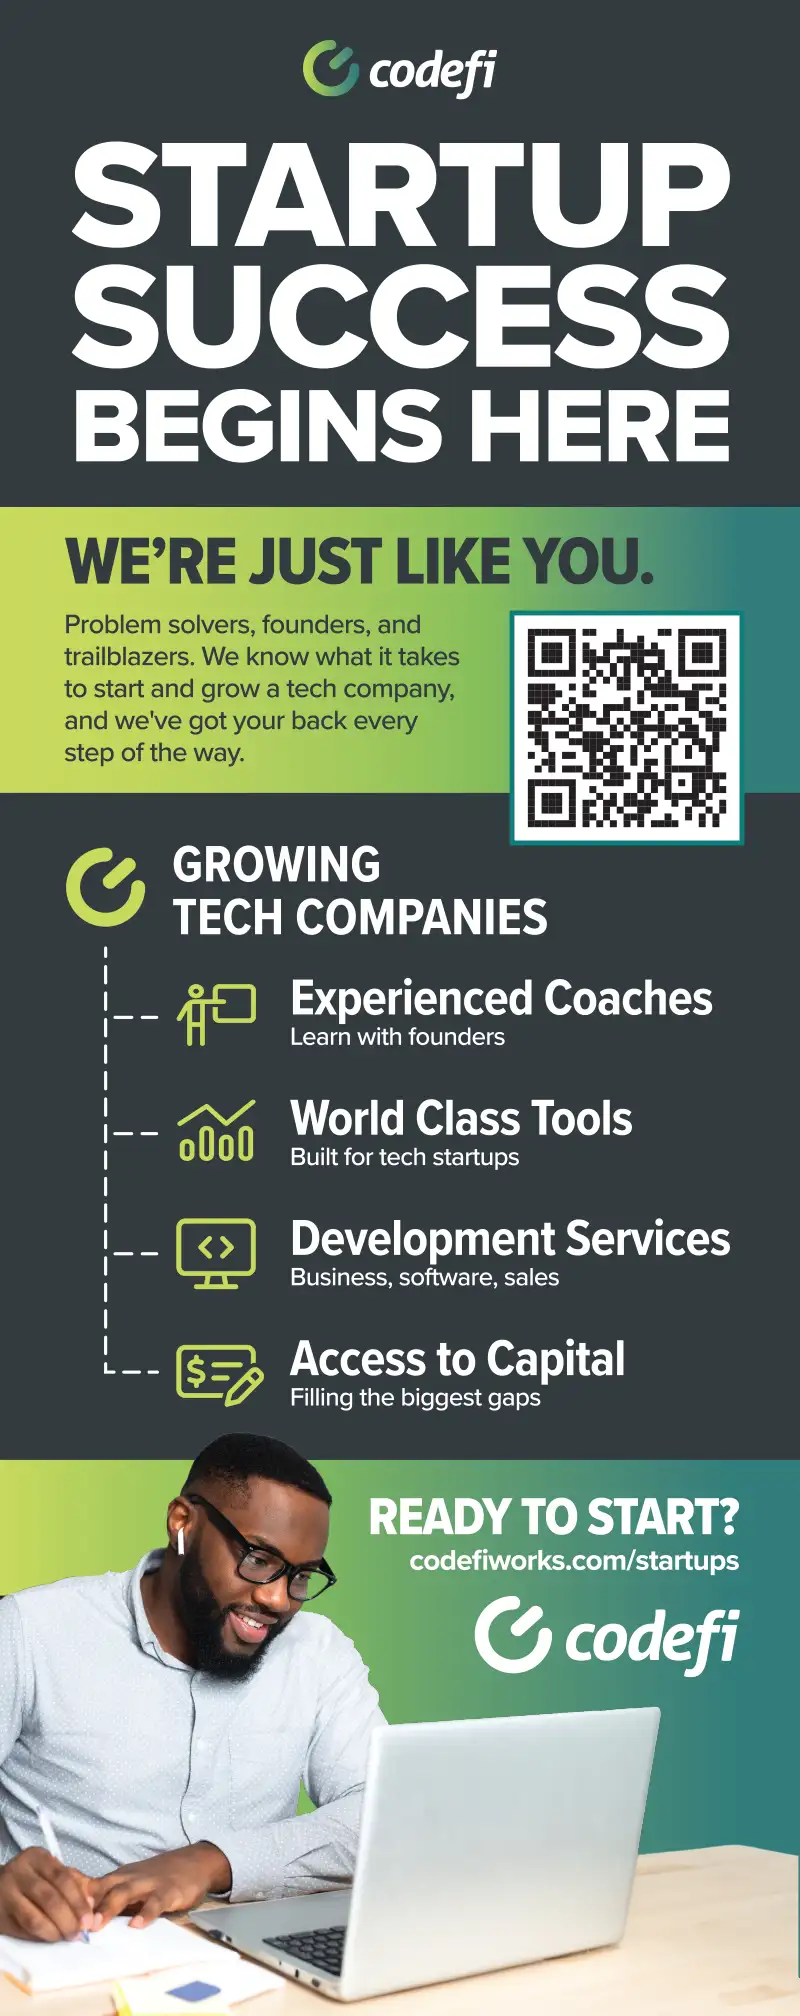 codefi
STARTUP
SUCCESS
BEGINS HERE
WE'RE JUST LIKE YOU.
Problem solvers, founders, and
trailblazers. We know what it takes
to start and grow a tech company,
and we've got your back every
step of the way.
GROWING
TECH COMPANIES
Experienced Coaches
Learn with founders
World Class Tools
Built for tech startups
Development Services
Business, software, sales
Access to Capital
Filling the biggest gaps
READY TO START?
codefiworks.com/startups
codefi